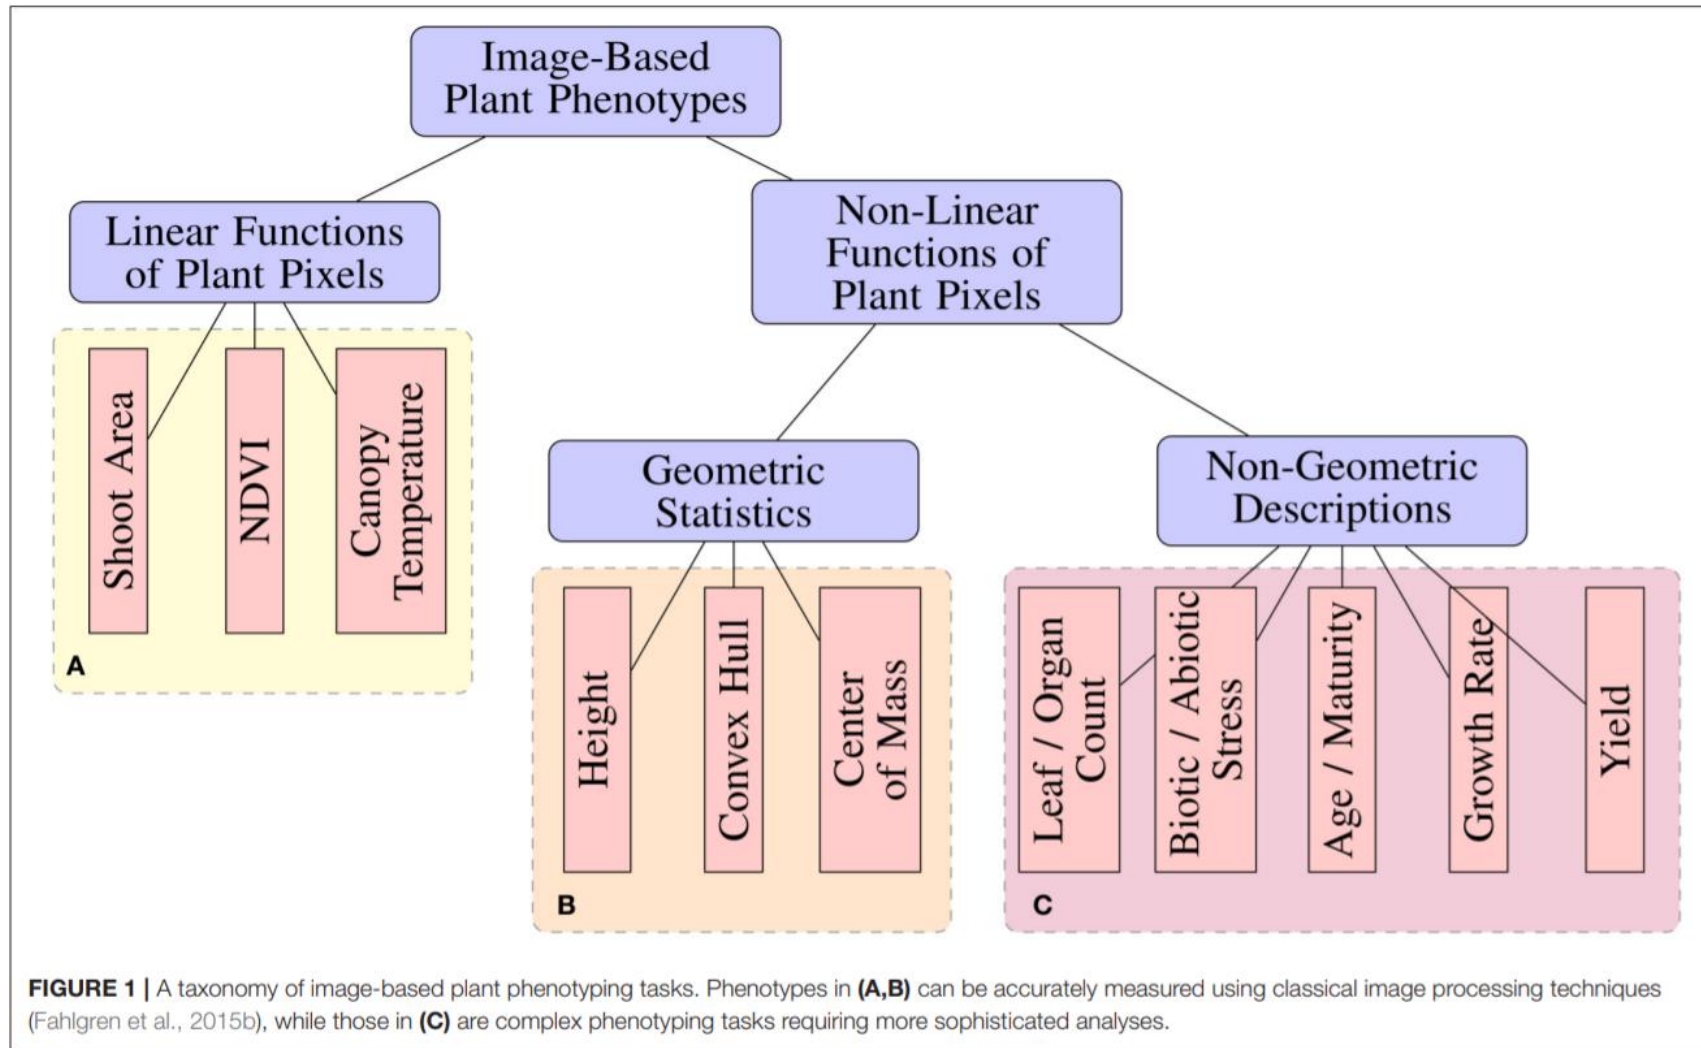 Image-Based
Plant Phenotypes
Linear Functions
of Plant Pixels
Non-Linear
Functions of
Plant Pixels
Shoot Area
NDVI
Canopy
Temperature
A
Geometric
Statistics
Non-Geometric
Descriptions
Height
Convex Hull
Center
of Mass
B
Leaf / Organ
Count
Biotic / Abiotic
Stress
Age / Maturity
Growth Rate
Yield
C
FIGURE 1 | A taxonomy of image-based plant phenotyping tasks. Phenotypes in (A,B) can be accurately measured using classical image processing techniques
(Fahlgren et al., 2015b), while those in (C) are complex phenotyping tasks requiring more sophisticated analyses.